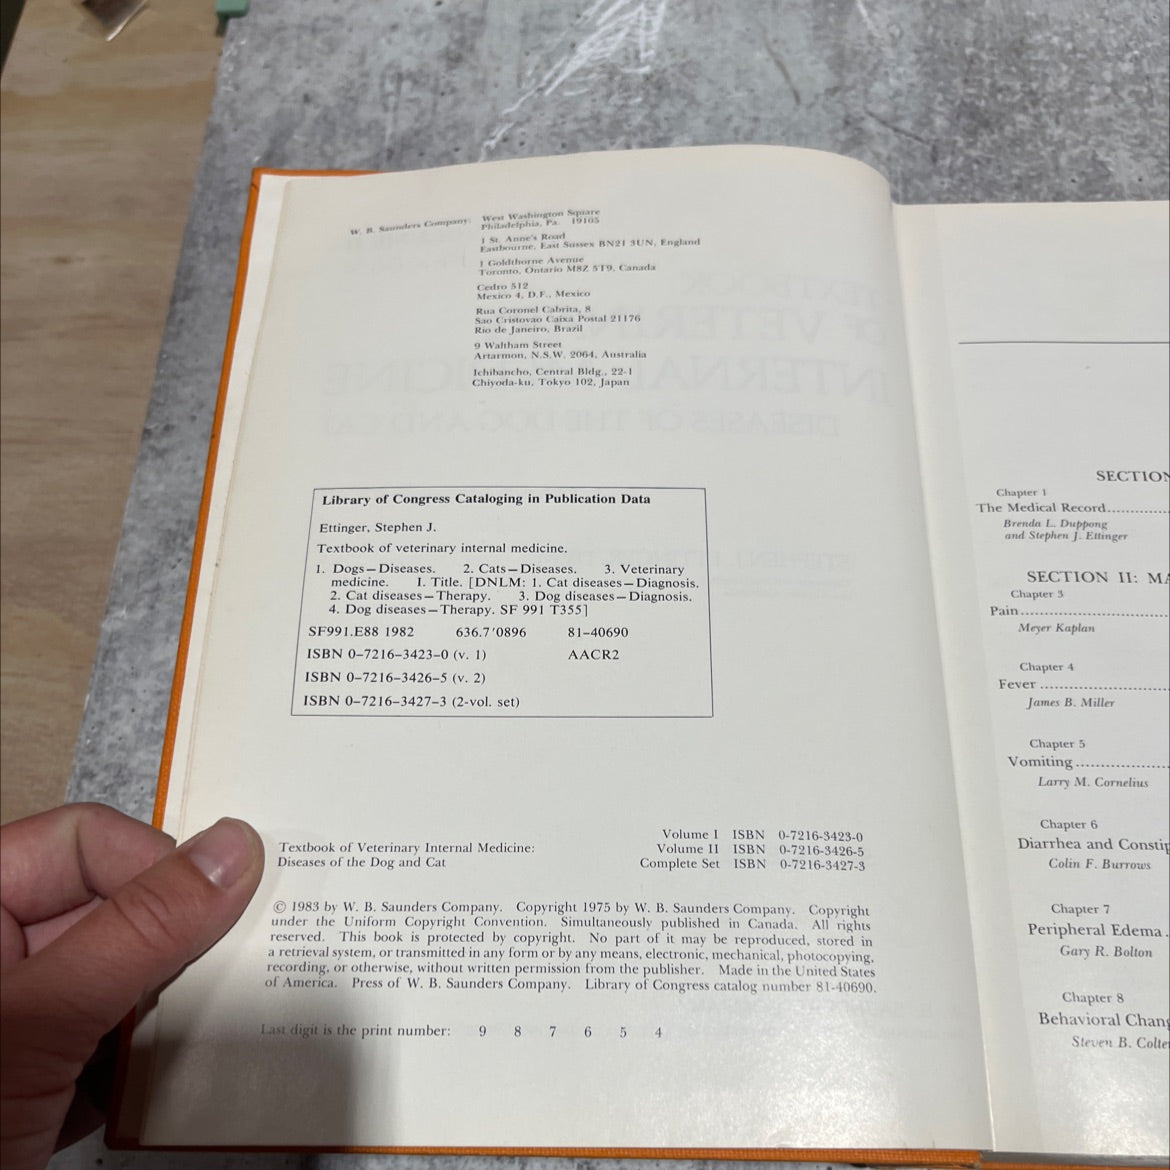 W. B. Saunders Company: West Washington Square
Philadelphia, Pa. 19105
1 St. Anne's Road
Eastbourne, East Sussex BN21 3UN, England
1 Goldthorne Avenue
Toronto, Ontario M8Z 5T9, Canada
Cedro 512
Mexico 4, D.F., Mexico
Rua Coronel Cabrita, 8
Sao Cristovao Caixa Postal 21176
Rio de Janeiro, Brazil
9 Waltham Street
Artarmon, N.S.W. 2064, Australia
Ichibancho, Central Bldg., 22-1
Chiyoda-ku, Tokyo 102, Japan
Library of Congress Cataloging in Publication Data
Ettinger, Stephen J.
Textbook of veterinary internal medicine.
1. Dogs—Diseases. 2. Cats—Diseases. 3. Veterinary
medicine. I. Title. [DNLM: 1. Cat diseases—Diagnosis.
2. Cat diseases—Therapy. 3. Dog diseases—Diagnosis.
4. Dog diseases—Therapy. SF 991 T355]
SF991.E88 1982 636.7′0896 81–40690
ISBN 0–7216–3423–0 (v. 1) AACR2
ISBN 0–7216–3426–5 (v. 2)
ISBN 0–7216–3427–3 (2-vol. set)
Volume I ISBN 0-7216-3423-0
Textbook of Veterinary Internal Medicine: Volume II ISBN 0-7216-3426-5
Diseases of the Dog and Cat Complete Set ISBN 0-7216-3427-3
© 1983 by W. B. Saunders Company. Copyright 1975 by W. B. Saunders Company. Copyright
under the Uniform Copyright Convention. Simultaneously published in Canada. All rights
reserved. This book is protected by copyright. No part of it may be reproduced, stored in
a retrieval system, or transmitted in any form or by any means, electronic, mechanical, photocopying,
recording, or otherwise, without written permission from the publisher. Made in the United States
of America. Press of W. B. Saunders Company. Library of Congress catalog number 81-40690.
Last digit is the print number: 9 8 7 6 5 4
SECTION
Chapter 1
The Medical Record
Brenda L. Duppong
and Stephen J. Ettinger
SECTION II: MA
Chapter 3
Pain
Meyer Kaplan
Chapter 4
Fever
James B. Miller
Chapter 5
Vomiting
Larry M. Cornelius
Chapter 6
Diarrhea and Constip
Colin F. Burrows
Chapter 7
Peripheral Edema
Gary R. Bolton
Chapter 8
Behavioral Chang
Steven B. Colte